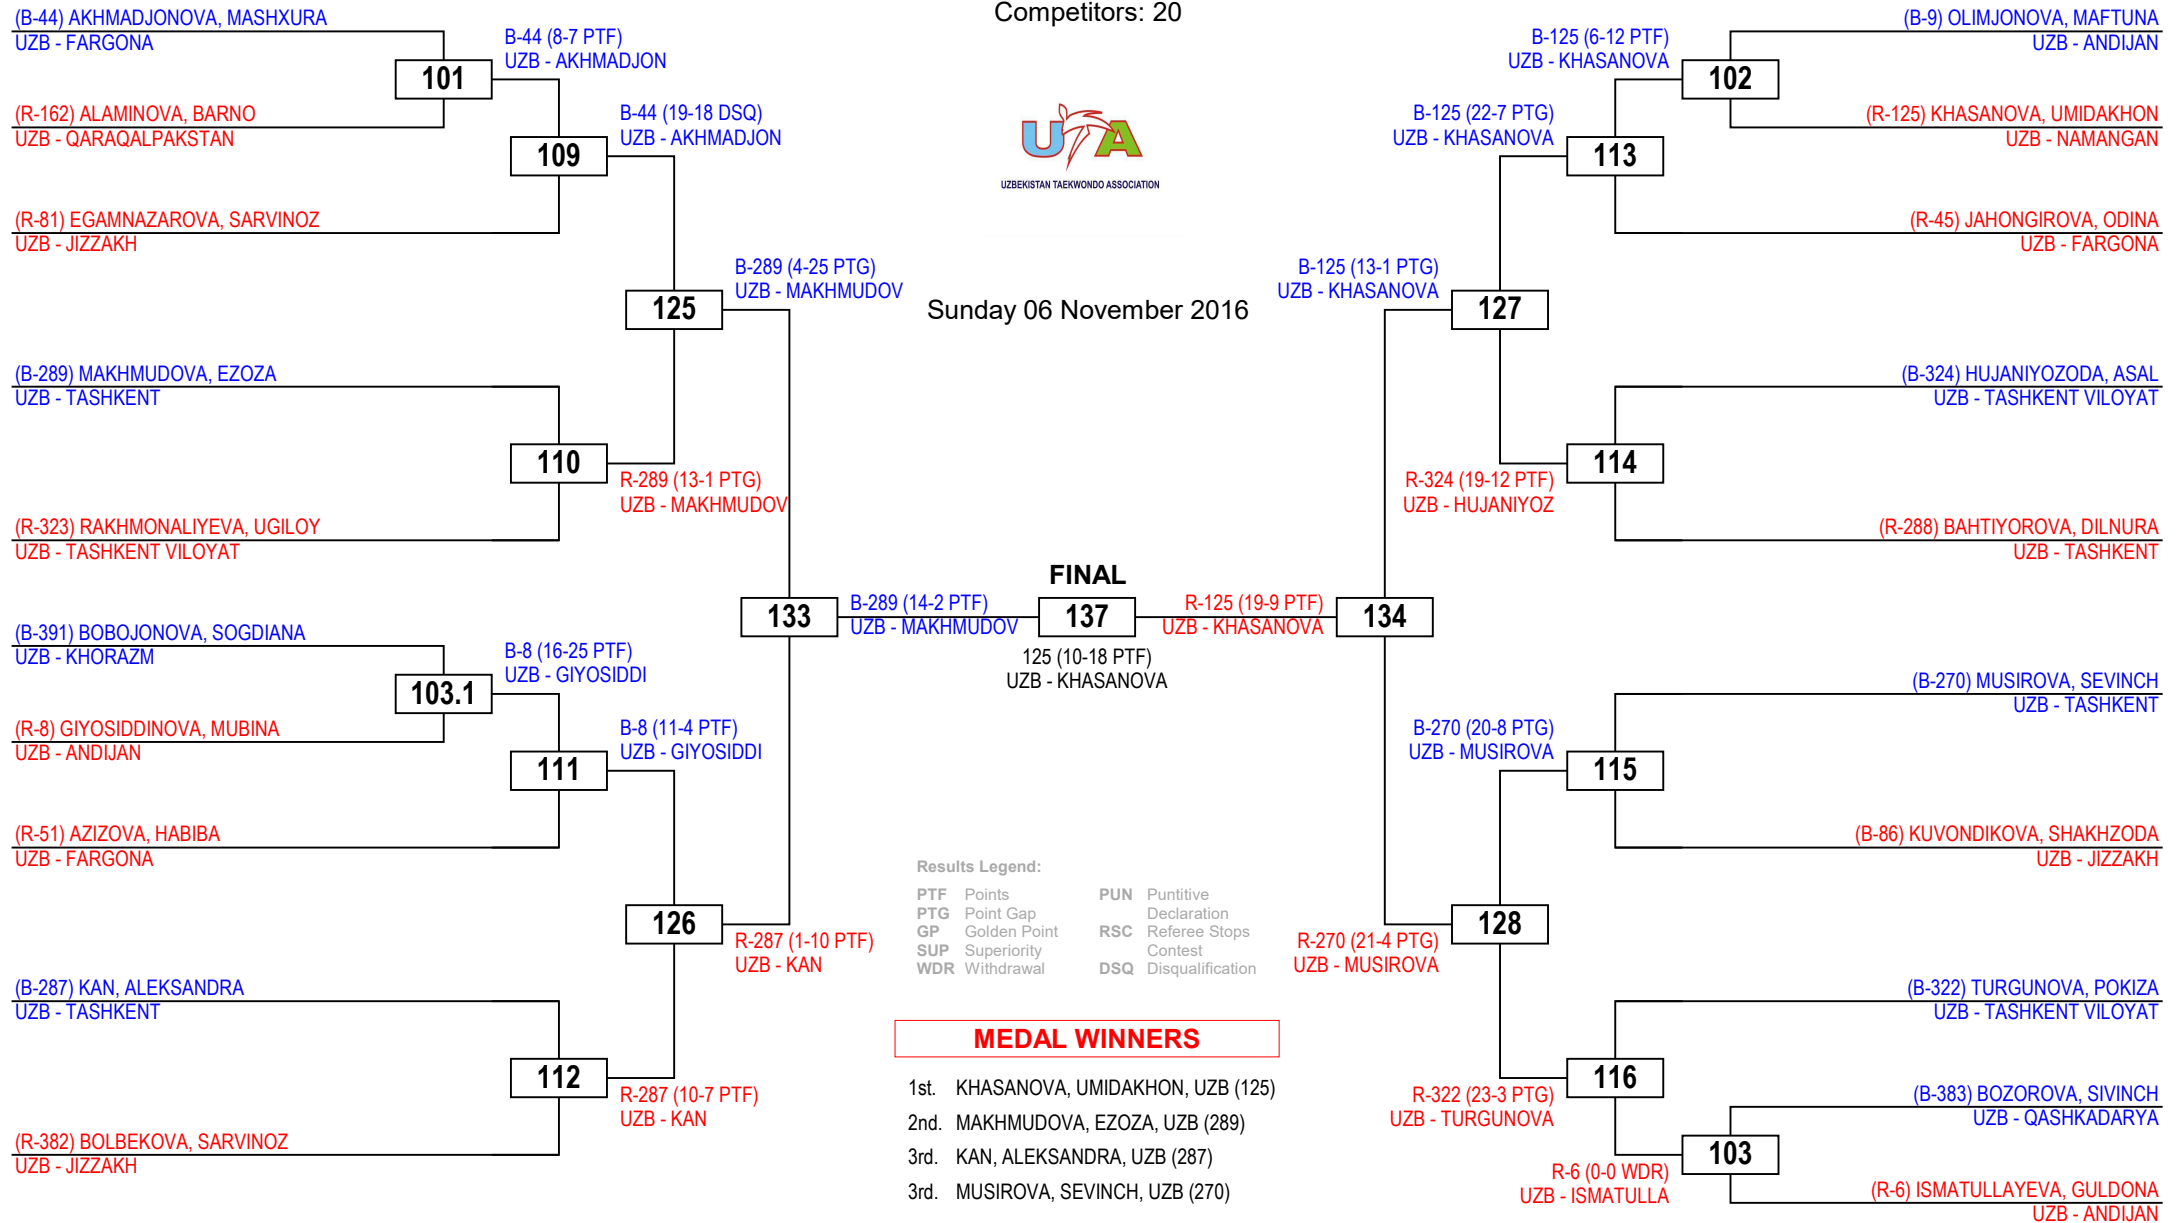 Competitors: 20
(B-44) AKHMADJONOVA, MASHXURA
UZB - FARGONA
B-44 (8-7 PTF)
UZB - AKHMADJON
101
(R-162) ALAMINOVA, BARNO
UZB - QARAQALPAKSTAN
B-44 (19-18 DSQ)
UZB - AKHMADJON
109
(R-81) EGAMNAZAROVA, SARVINOZ
UZB - JIZZAKH
B-289 (4-25 PTG)
UZB - MAKHMUDOV
125
(B-289) MAKHMUDOVA, EZOZA
UZB - TASHKENT
110
R-289 (13-1 PTG)
UZB - MAKHMUDOV
(R-323) RAKHMONALIYEVA, UGILOY
UZB - TASHKENT VILOYAT
133
B-289 (14-2 PTF)
UZB - MAKHMUDOV
(B-391) BOBOJONOVA, SOGDIANA
UZB - KHORAZM
B-8 (16-25 PTF)
UZB - GIYOSIDDI
103.1
(R-8) GIYOSIDDINOVA, MUBINA
UZB - ANDIJAN
B-8 (11-4 PTF)
UZB - GIYOSIDDI
111
(R-51) AZIZOVA, HABIBA
UZB - FARGONA
126
R-287 (1-10 PTF)
UZB - KAN
(B-287) KAN, ALEKSANDRA
UZB - TASHKENT
112
R-287 (10-7 PTF)
UZB - KAN
(R-382) BOLBEKOVA, SARVINOZ
UZB - JIZZAKH
UTA
UZBEKISTAN TAEKWONDO ASSOCIATION
Sunday 06 November 2016
FINAL
137
125 (10-18 PTF)
UZB - KHASANOVA
Results Legend:
PTF Points
PTG Point Gap
GP Golden Point
SUP Superiority
WDR Withdrawal
PUN Puntitive
Declaration
RSC Referee Stops
Contest
DSQ Disqualification
MEDAL WINNERS
1st. KHASANOVA, UMIDAKHON, UZB (125)
2nd. MAKHMUDOVA, EZOZA, UZB (289)
3rd. KAN, ALEKSANDRA, UZB (287)
3rd. MUSIROVA, SEVINCH, UZB (270)
(B-9) OLIMJONOVA, MAFTUNA
UZB - ANDIJAN
B-125 (6-12 PTF)
UZB - KHASANOVA
102
(R-125) KHASANOVA, UMIDAKHON
UZB - NAMANGAN
B-125 (22-7 PTG)
UZB - KHASANOVA
113
(R-45) JAHONGIROVA, ODINA
UZB - FARGONA
B-125 (13-1 PTG)
UZB - KHASANOVA
127
(B-324) HUJANIYOZODA, ASAL
UZB - TASHKENT VILOYAT
114
R-324 (19-12 PTF)
UZB - HUJANIYOZ
(R-288) BAHTIYOROVA, DILNURA
UZB - TASHKENT
R-125 (19-9 PTF)
UZB - KHASANOVA
134
(B-270) MUSIROVA, SEVINCH
UZB - TASHKENT
B-270 (20-8 PTG)
UZB - MUSIROVA
115
(B-86) KUVONDIKOVA, SHAKHZODA
UZB - JIZZAKH
128
R-270 (21-4 PTG)
UZB - MUSIROVA
(B-322) TURGUNOVA, POKIZA
UZB - TASHKENT VILOYAT
116
R-322 (23-3 PTG)
UZB - TURGUNOVA
(B-383) BOZOROVA, SIVINCH
UZB - QASHKADARYA
103
R-6 (0-0 WDR)
UZB - ISMATULLA
(R-6) ISMATULLAYEVA, GULDONA
UZB - ANDIJAN